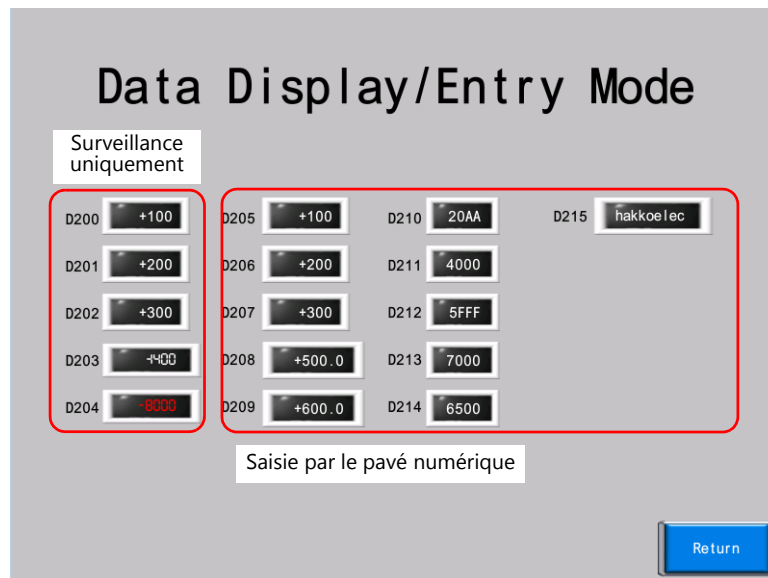 Data Display/Entry Mode
Surveillance
uniquement
D200 +100 D205 +100 D210 20AA D215 hakkoelec
D201 +200 D206 +200 D211 4000
D202 +300 D207 +300 D212 5FFF
D203 -1400 D208 +500.0 D213 7000
D204 -8000 D209 +600.0 D214 6500
Saisie par le pavé numérique
Return